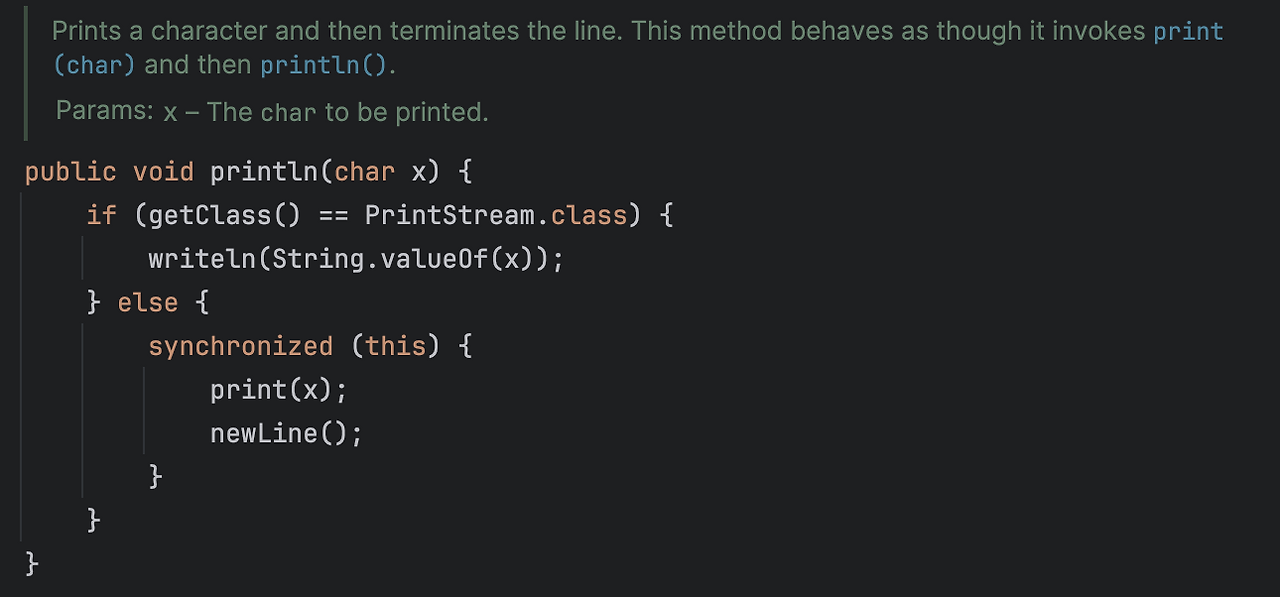 Prints a character and then terminates the line. This method behaves as though it invokes print
(char) and then println().
Params: x – The char to be printed.
public void println(char x) {
    if (getClass() == PrintStream.class) {
        writeln(String.valueOf(x));
    } else {
        synchronized (this) {
            print(x);
            newLine();
        }
    }
}